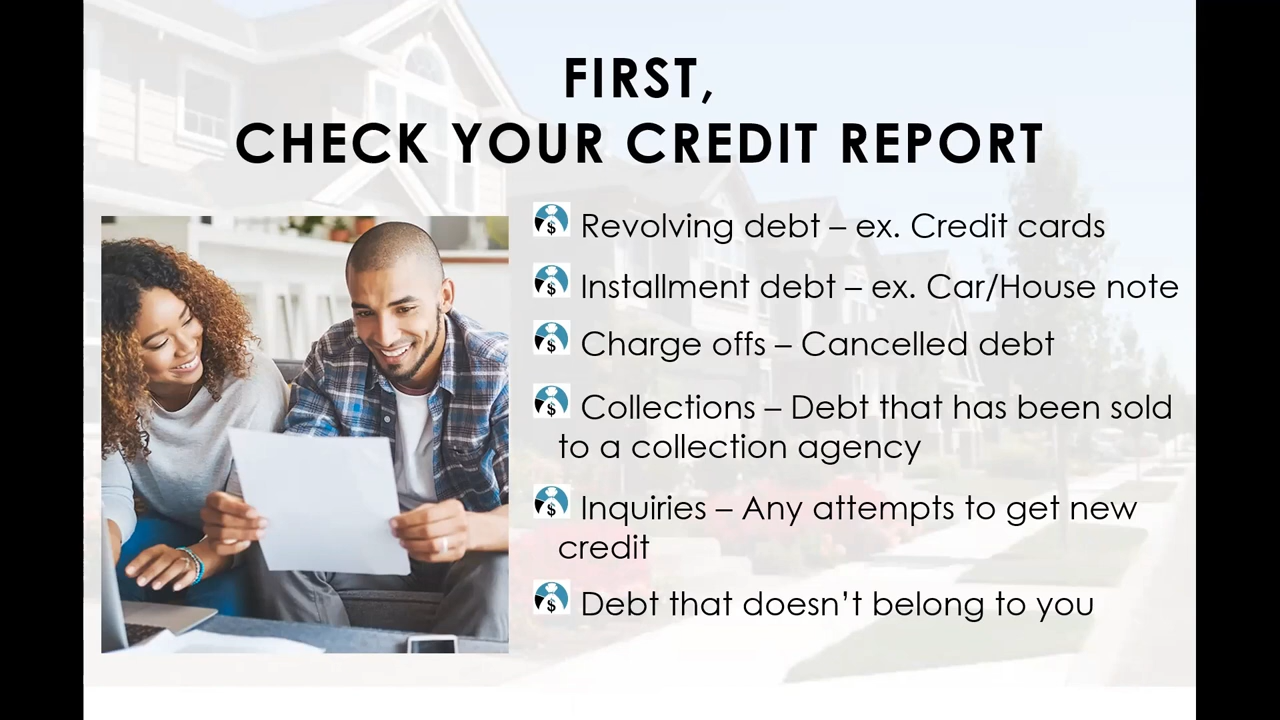 FIRST,
CHECK YOUR CREDIT REPORT
Revolving debt – ex. Credit cards
Installment debt – ex. Car/House note
Charge offs – Cancelled debt
Collections – Debt that has been sold
to a collection agency
Inquiries – Any attempts to get new
credit
Debt that doesn’t belong to you